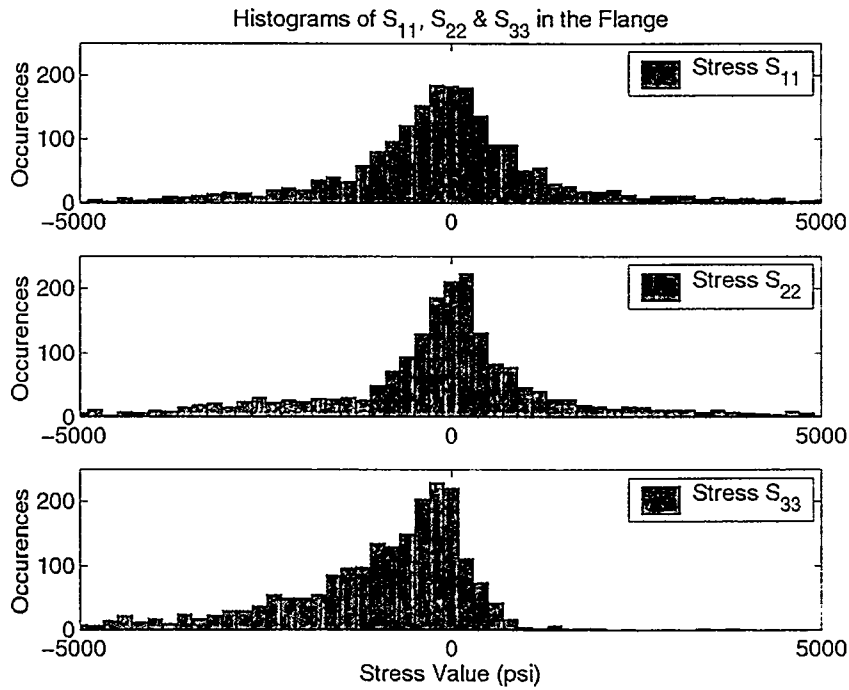 Histograms of S11, S22 & S33 in the Flange
Stress S11
Occurences
200
100
0
−5000
0
5000
Stress S22
Occurences
200
100
0
−5000
0
5000
Stress S33
Occurences
200
100
0
−5000
0
5000
Stress Value (psi)